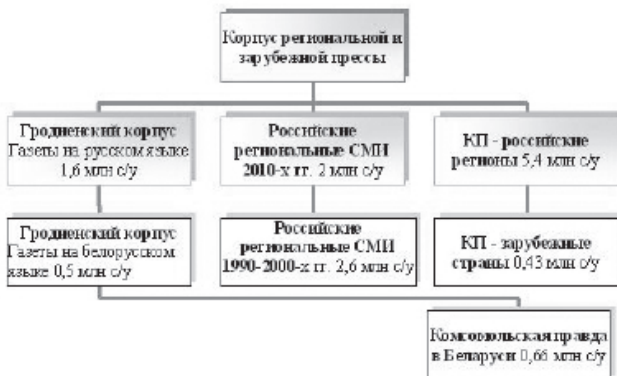 Корпус региональной и
зарубежной прессы
Гродненский корпус
Газеты на русском языке
1,6 млн с/у
Российские
региональные СМИ
2010-х гг. 2 млн с/у
КП - российские
регионы 5,4 млн с/у
Гродненский корпус
Газеты на белорусском
языке 0,5 млн с/у
Российские
региональные СМИ
1990-2000-х гг. 2,6 млн с/у
КП - зарубежные
страны 0,43 млн с/у
Комсомольская правда
в Беларуси 0,66 млн с/у